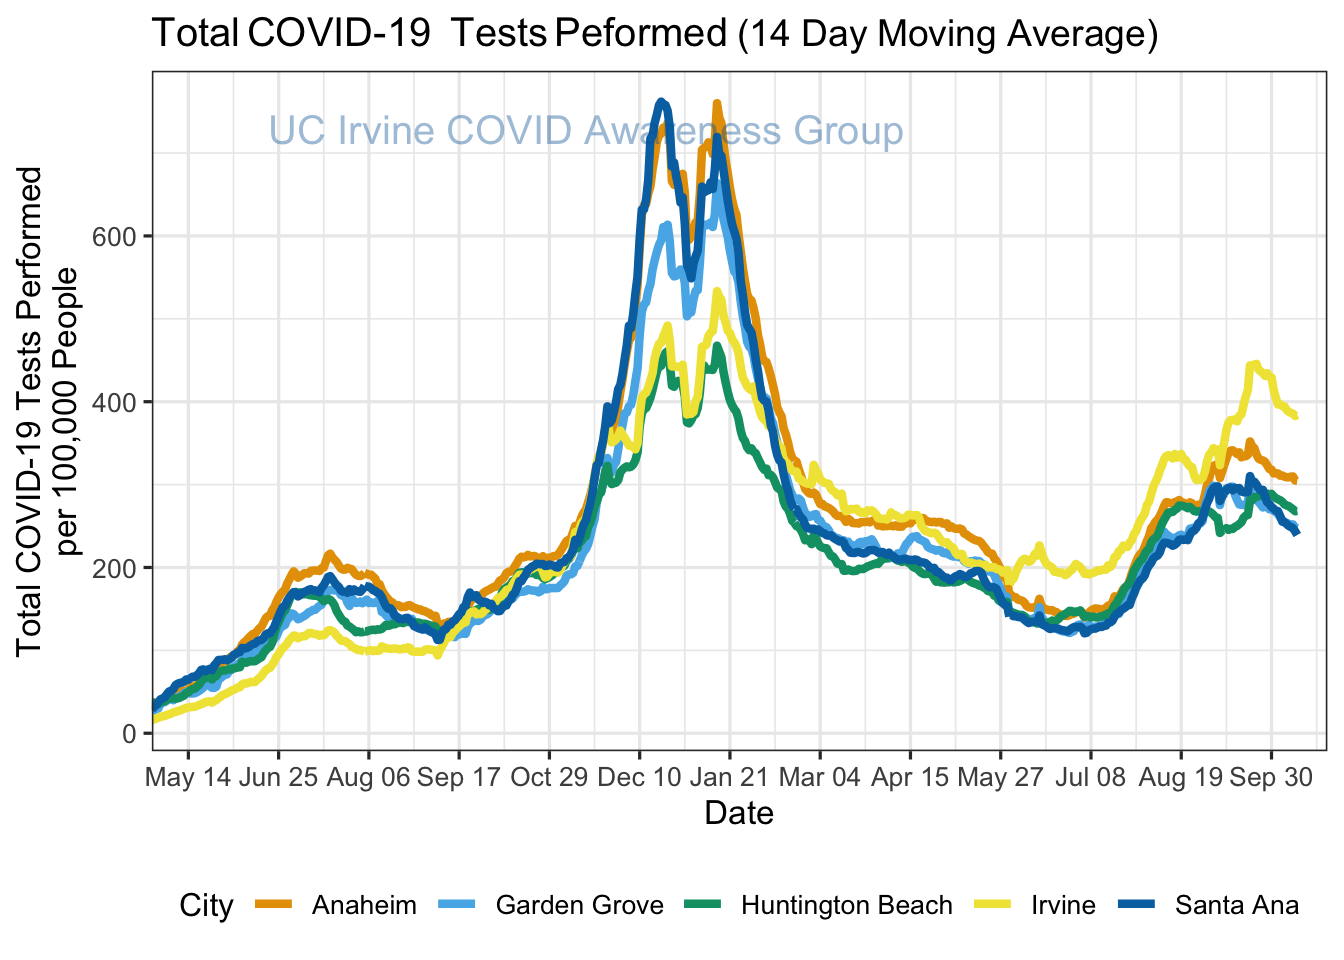 Total COVID-19  Tests Peformed (14 Day Moving Average)
UC Irvine COVID Awareness Group
Total COVID-19 Tests Performed
per 100,000 People
600
400
200
0
May 14 Jun 25 Aug 06 Sep 17 Oct 29 Dec 10 Jan 21 Mar 04 Apr 15 May 27 Jul 08 Aug 19 Sep 30
Date
City Anaheim Garden Grove Huntington Beach Irvine Santa Ana